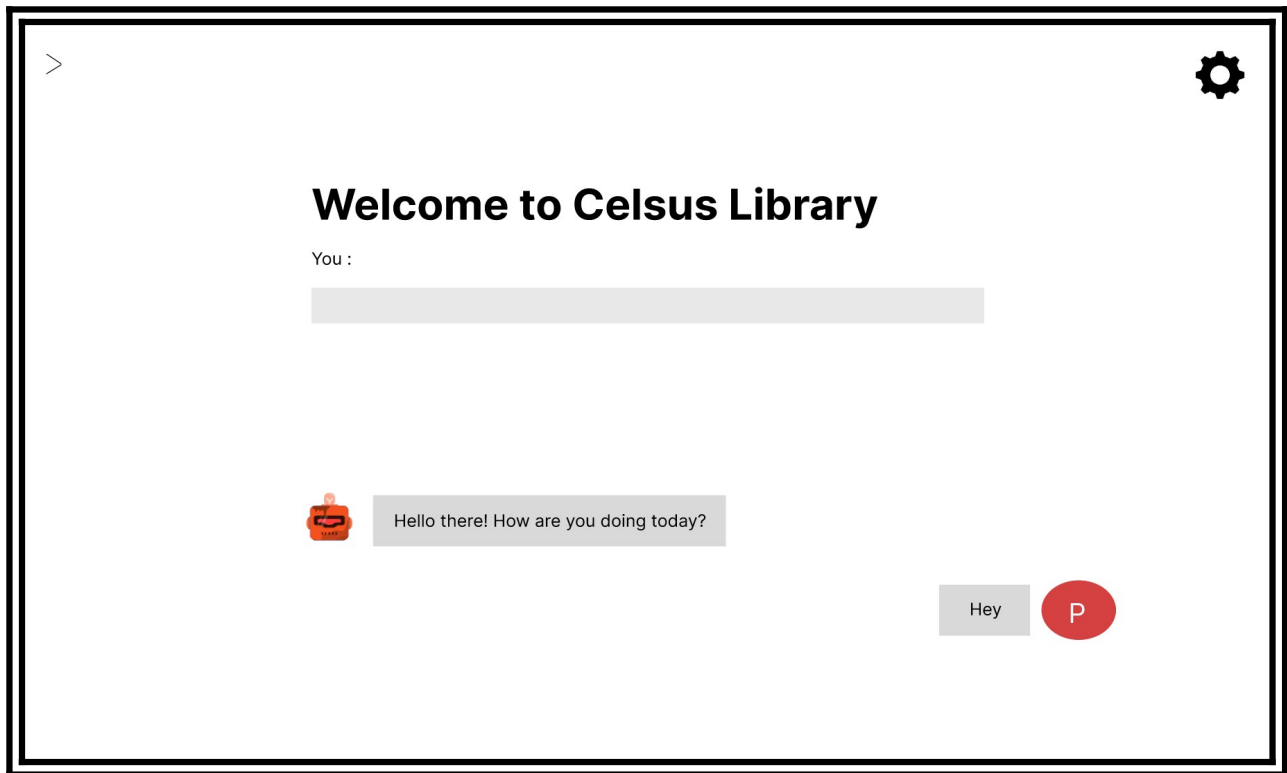 Welcome to Celsus Library
You :
Hello there! How are you doing today?
Hey
P